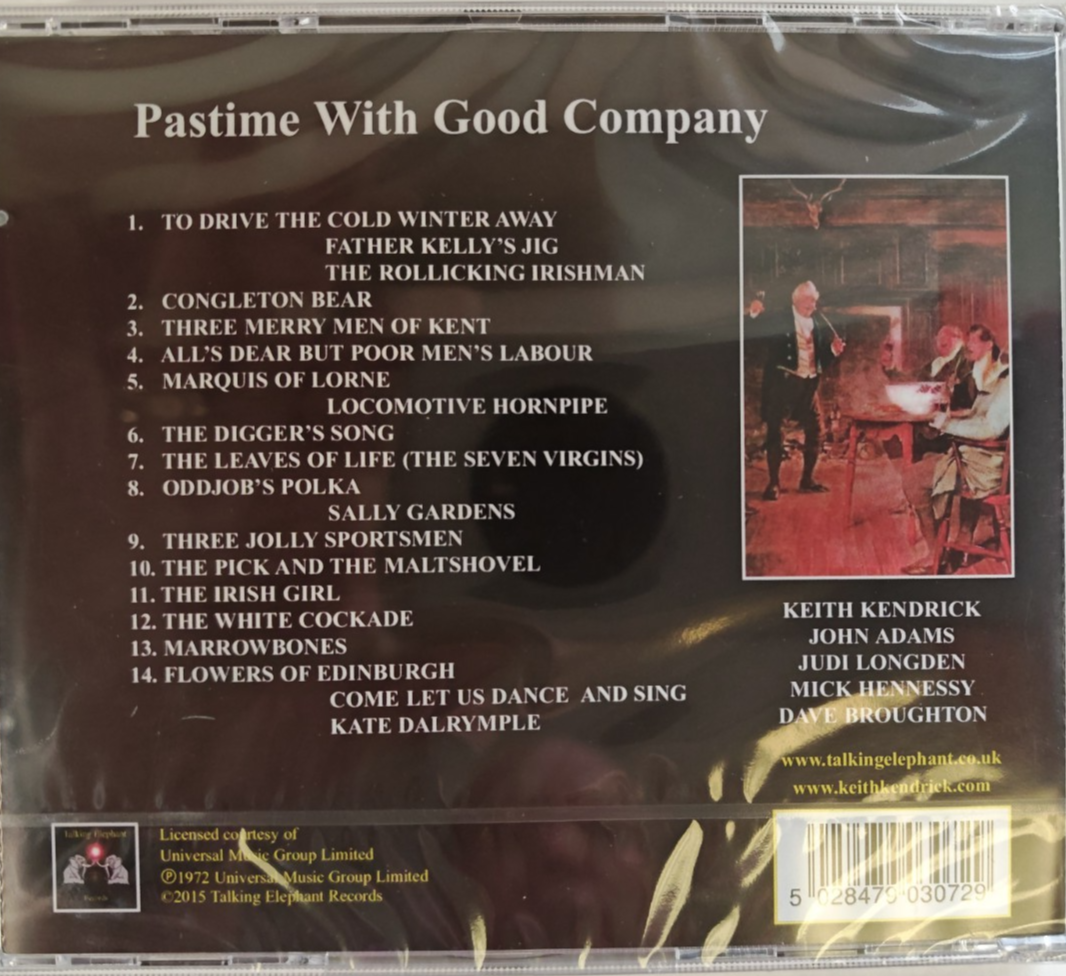 Pastime With Good Company
1. TO DRIVE THE COLD WINTER AWAY
FATHER KELLY'S JIG
THE ROLLICKING IRISHMAN
2. CONGLETON BEAR
3. THREE MERRY MEN OF KENT
4. ALL'S DEAR BUT POOR MEN'S LABOUR
5. MARQUIS OF LORNE
LOCOMOTIVE HORNPIPE
6. THE DIGGER'S SONG
7. THE LEAVES OF LIFE (THE SEVEN VIRGINS)
8. ODDJOB'S POLKA
SALLY GARDENS
9. THREE JOLLY SPORTSMEN
10. THE PICK AND THE MALTSHOVEL
11. THE IRISH GIRL
12. THE WHITE COCKADE
13. MARROWBONES
14. FLOWERS OF EDINBURGH
COME LET US DANCE AND SING
KATE DALRYMPLE
KEITH KENDRICK
JOHN ADAMS
JUDI LONGDEN
MICK HENNESSY
DAVE BROUGHTON
www.talkingelephant.co.uk
www.keithkendrick.com
Talking Elephant
Records
Licensed courtesy of
Universal Music Group Limited
℗1972 Universal Music Group Limited
©2015 Talking Elephant Records
5 028479 030729